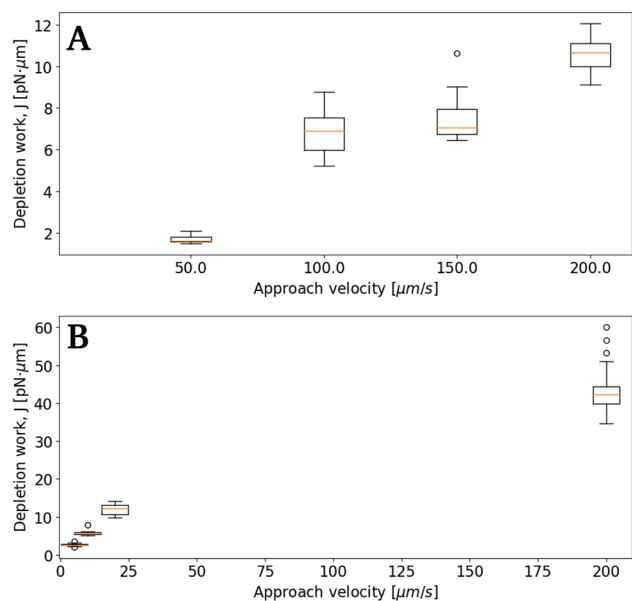 A
12
10
8
6
4
2
Depletion work, J [pN·μm]
50.0 100.0 150.0 200.0
Approach velocity [μm/s]
B
60
50
40
30
20
10
0
Depletion work, J [pN·μm]
0 25 50 75 100 125 150 175 200
Approach velocity [μm/s]